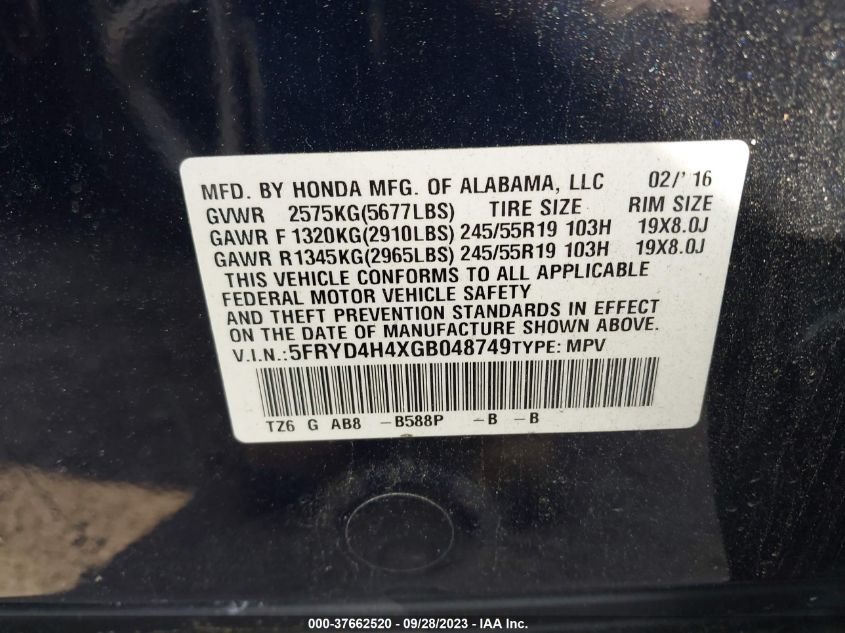 MFD. BY HONDA MFG. OF ALABAMA, LLC 02/'16
GVWR 2575KG(5677LBS) TIRE SIZE RIM SIZE
GAWR F 1320KG(2910LBS) 245/55R19 103H 19X8.0J
GAWR R1345KG(2965LBS) 245/55R19 103H 19X8.0J
THIS VEHICLE CONFORMS TO ALL APPLICABLE
FEDERAL MOTOR VEHICLE SAFETY
AND THEFT PREVENTION STANDARDS IN EFFECT
ON THE DATE OF MANUFACTURE SHOWN ABOVE.
V.I.N.:5FRYD4H4XGB048749TYPE: MPV
TZ6 G AB8 -B588P -B -B
000-37662520 - 09/28/2023 - IAA Inc.